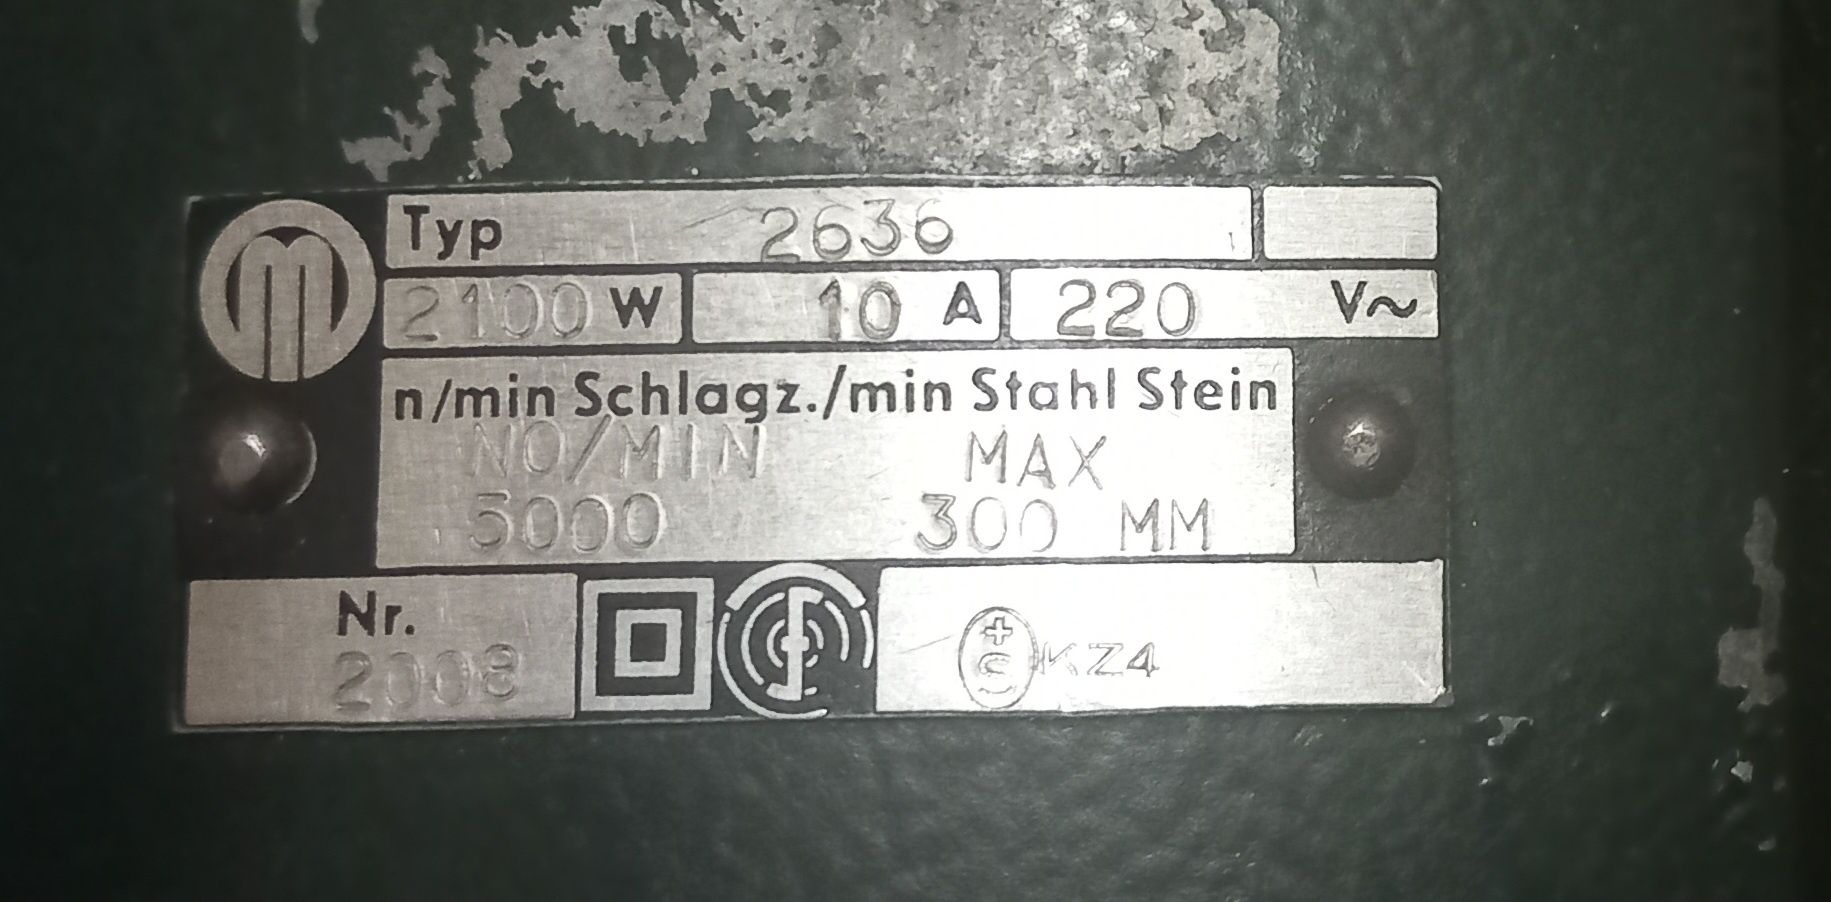 Typ 2636
2100 W 10 A 220 V~
n/min Schlagz./min Stahl Stein
NO/MIN MAX
5000 300 MM
Nr.
2008
+S KZ4